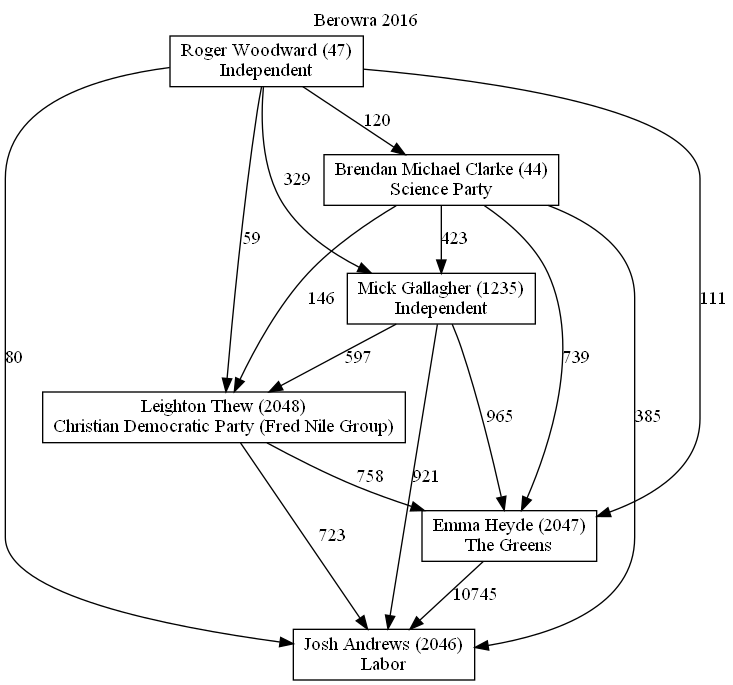 Berowra 2016
Roger Woodward (47)
Independent
120
Brendan Michael Clarke (44)
Science Party
329
59
423
Mick Gallagher (1235)
Independent
146
111
80
597
739
Leighton Thew (2048)
Christian Democratic Party (Fred Nile Group)
965
385
758
921
Emma Heyde (2047)
The Greens
723
10745
Josh Andrews (2046)
Labor